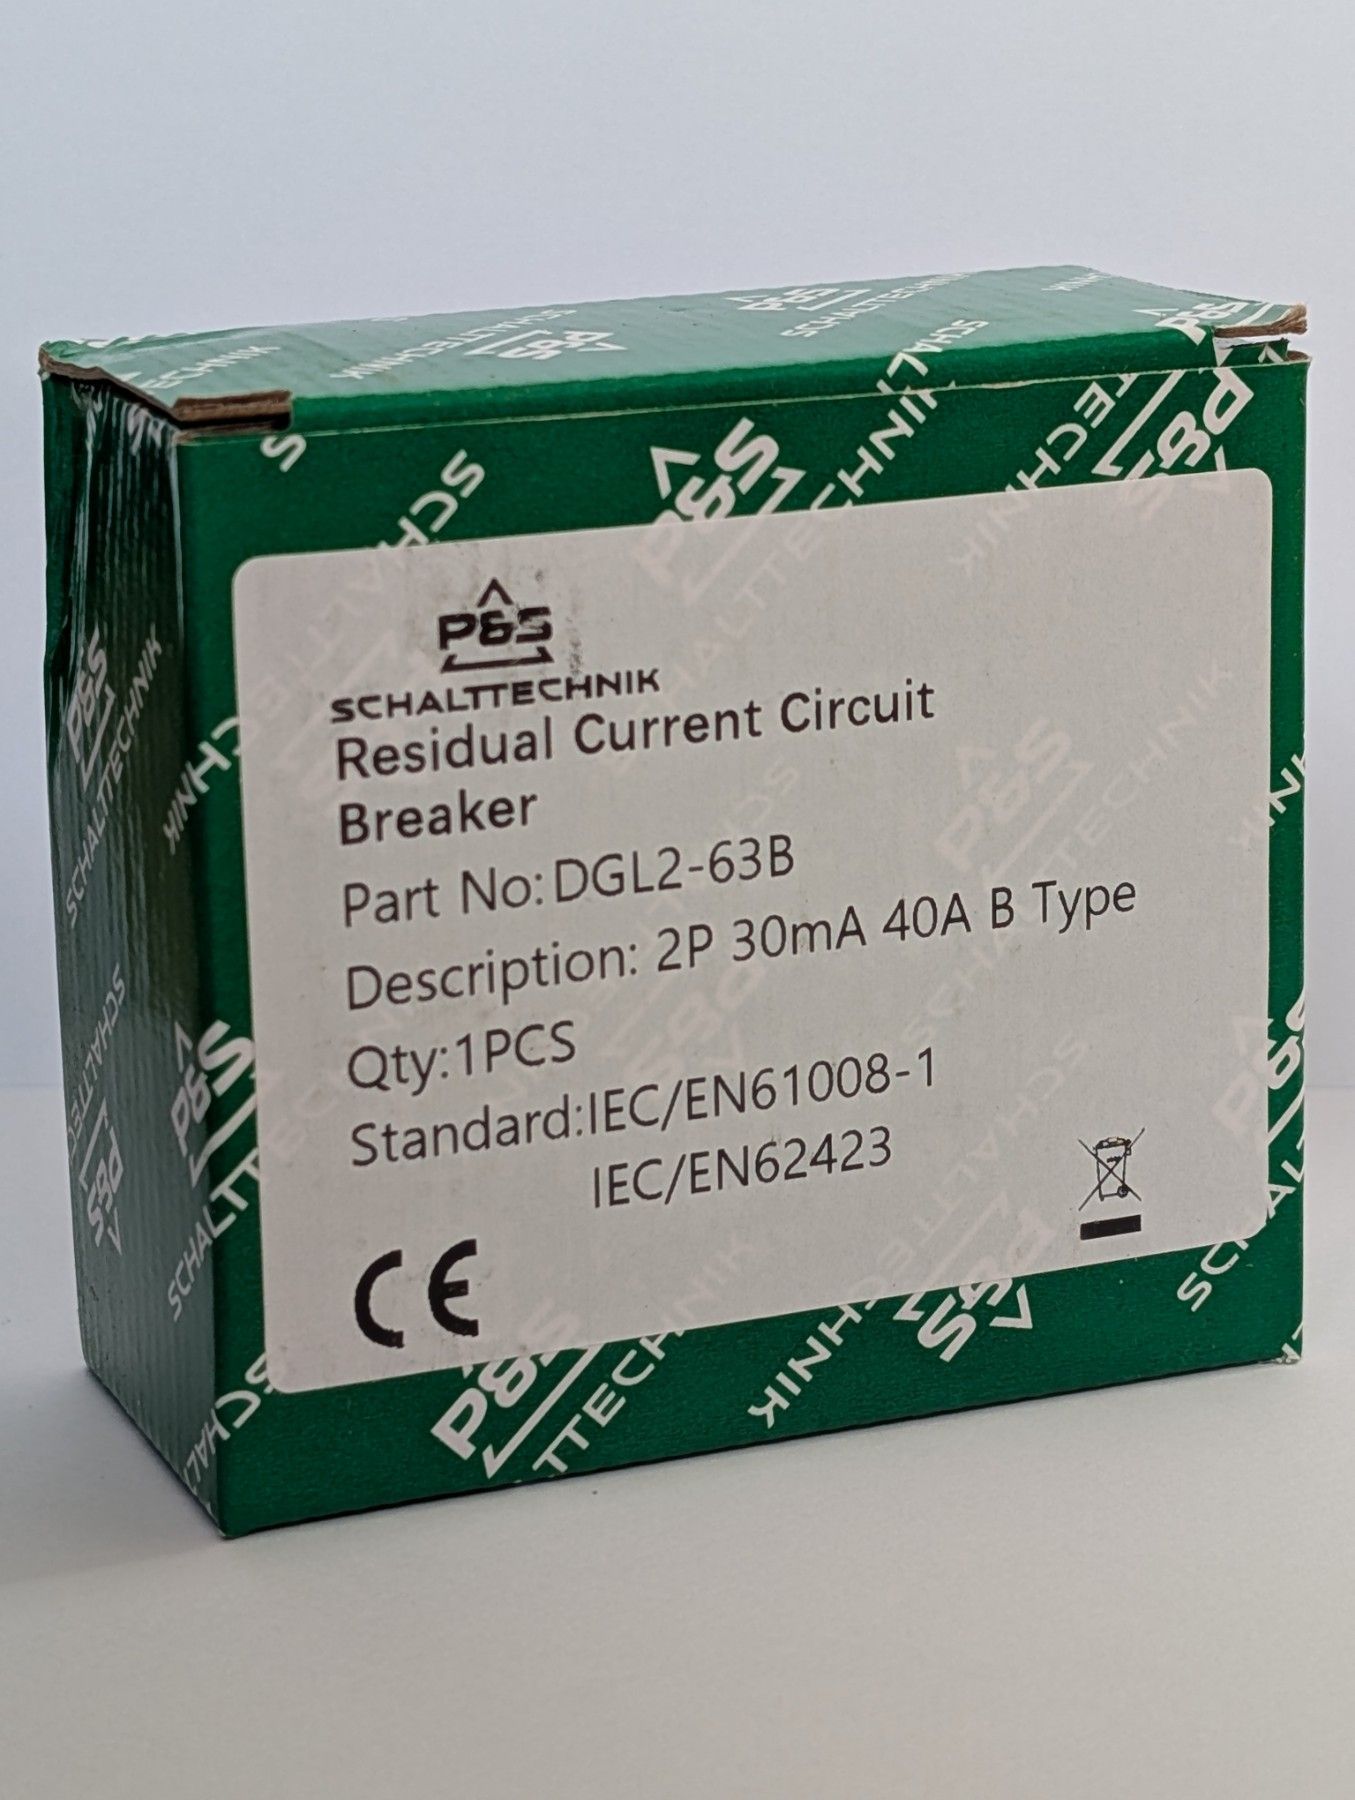 P&S
SCHALTTECHNIK
Residual Current Circuit
Breaker
Part No:DGL2-63B
Description: 2P 30mA 40A B Type
Qty:1PCS
Standard:IEC/EN61008-1
IEC/EN62423
CE